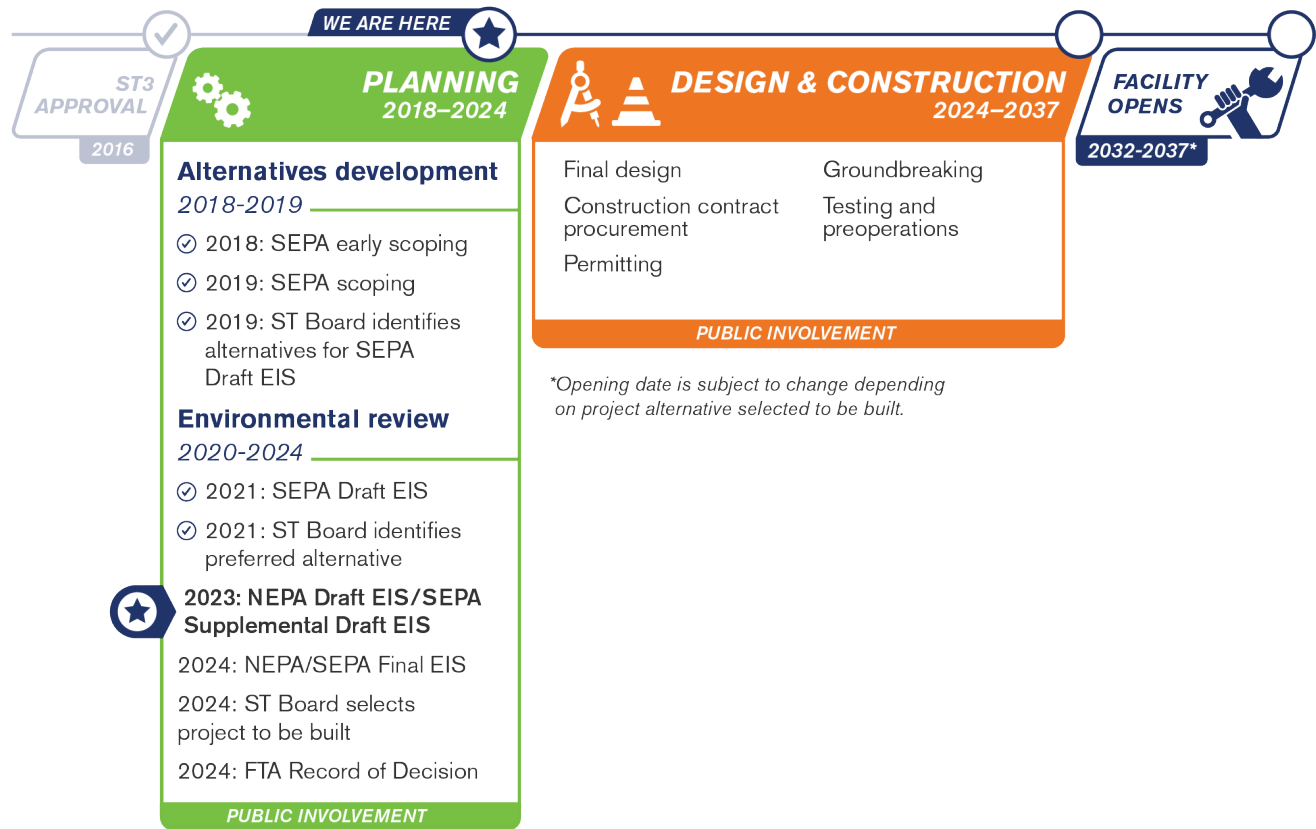 WE ARE HERE
ST3
APPROVAL
2016
PLANNING
2018–2024
DESIGN & CONSTRUCTION
2024–2037
FACILITY
OPENS
2032-2037*
Alternatives development
2018-2019
2018: SEPA early scoping
2019: SEPA scoping
2019: ST Board identifies
alternatives for SEPA
Draft EIS
Environmental review
2020-2024
2021: SEPA Draft EIS
2021: ST Board identifies
preferred alternative
2023: NEPA Draft EIS/SEPA
Supplemental Draft EIS
2024: NEPA/SEPA Final EIS
2024: ST Board selects
project to be built
2024: FTA Record of Decision
PUBLIC INVOLVEMENT
Final design
Construction contract
procurement
Permitting
Groundbreaking
Testing and
preoperations
PUBLIC INVOLVEMENT
*Opening date is subject to change depending
on project alternative selected to be built.